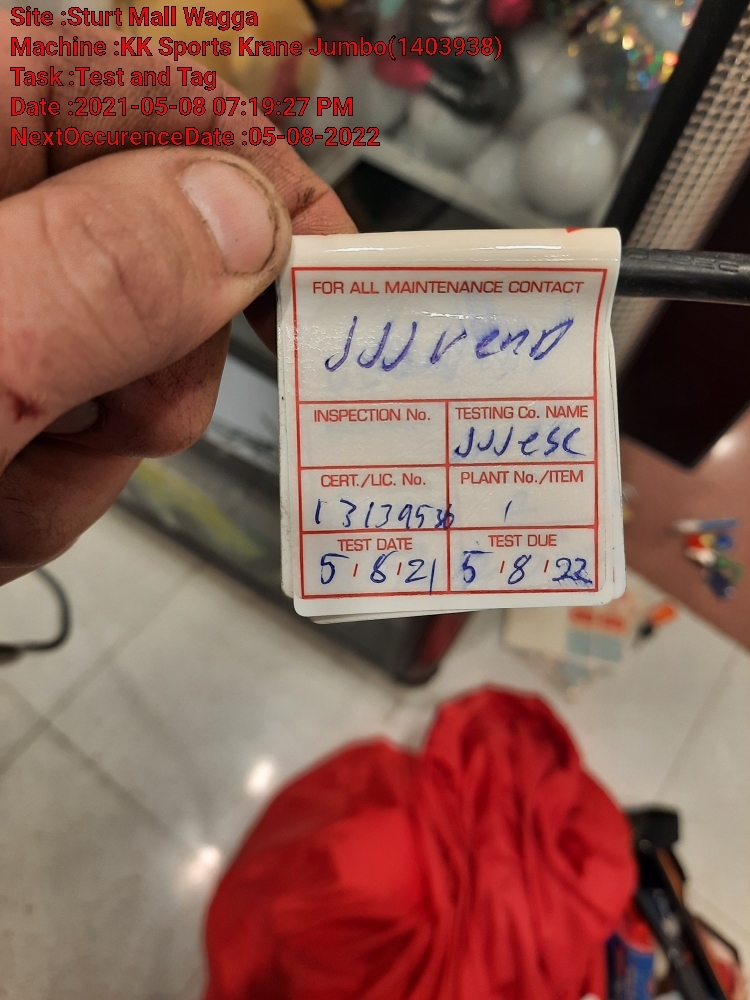 Site :Sturt Mall Wagga
Machine :KK Sports Krane Jumbo(1403938)
Task :Test and Tag
Date :2021-05-08 07:19:27 PM
NextOccurenceDate :05-08-2022
FOR ALL MAINTENANCE CONTACT
JJJ Vend
INSPECTION No.
TESTING Co. NAME
JJJ esc
CERT./LIC. No.
PLANT No./ITEM
13139536
1
TEST DATE
TEST DUE
5 8 21
5 8 22